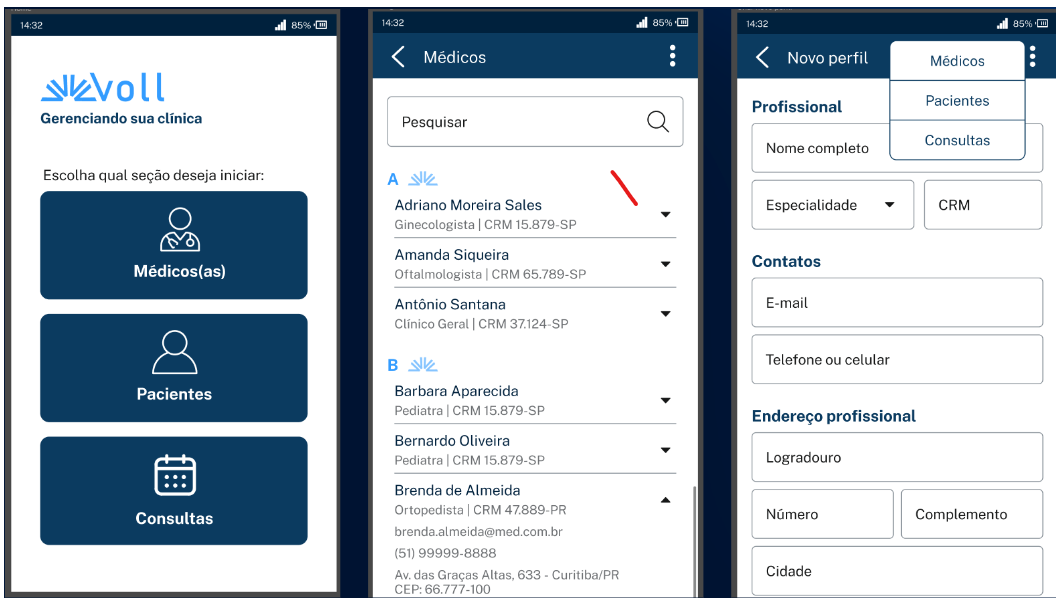 14:32
85%
Voll
Gerenciando sua clínica
Escolha qual seção deseja iniciar:
Médicos(as)
Pacientes
Consultas
14:32
85%
Médicos
Pesquisar
A
Adriano Moreira Sales
Ginecologista | CRM 15.879-SP
Amanda Siqueira
Oftalmologista | CRM 65.789-SP
Antônio Santana
Clínico Geral | CRM 37.124-SP
B
Barbara Aparecida
Pediatra | CRM 15.879-SP
Bernardo Oliveira
Pediatra | CRM 15.879-SP
Brenda de Almeida
Ortopedista | CRM 47.889-PR
brenda.almeida@med.com.br
(51) 99999-8888
Av. das Graças Altas, 633 - Curitiba/PR
CEP: 66.777-100
14:32
85%
Novo perfil
Médicos
Pacientes
Consultas
Profissional
Nome completo
Especialidade
CRM
Contatos
E-mail
Telefone ou celular
Endereço profissional
Logradouro
Número
Complemento
Cidade